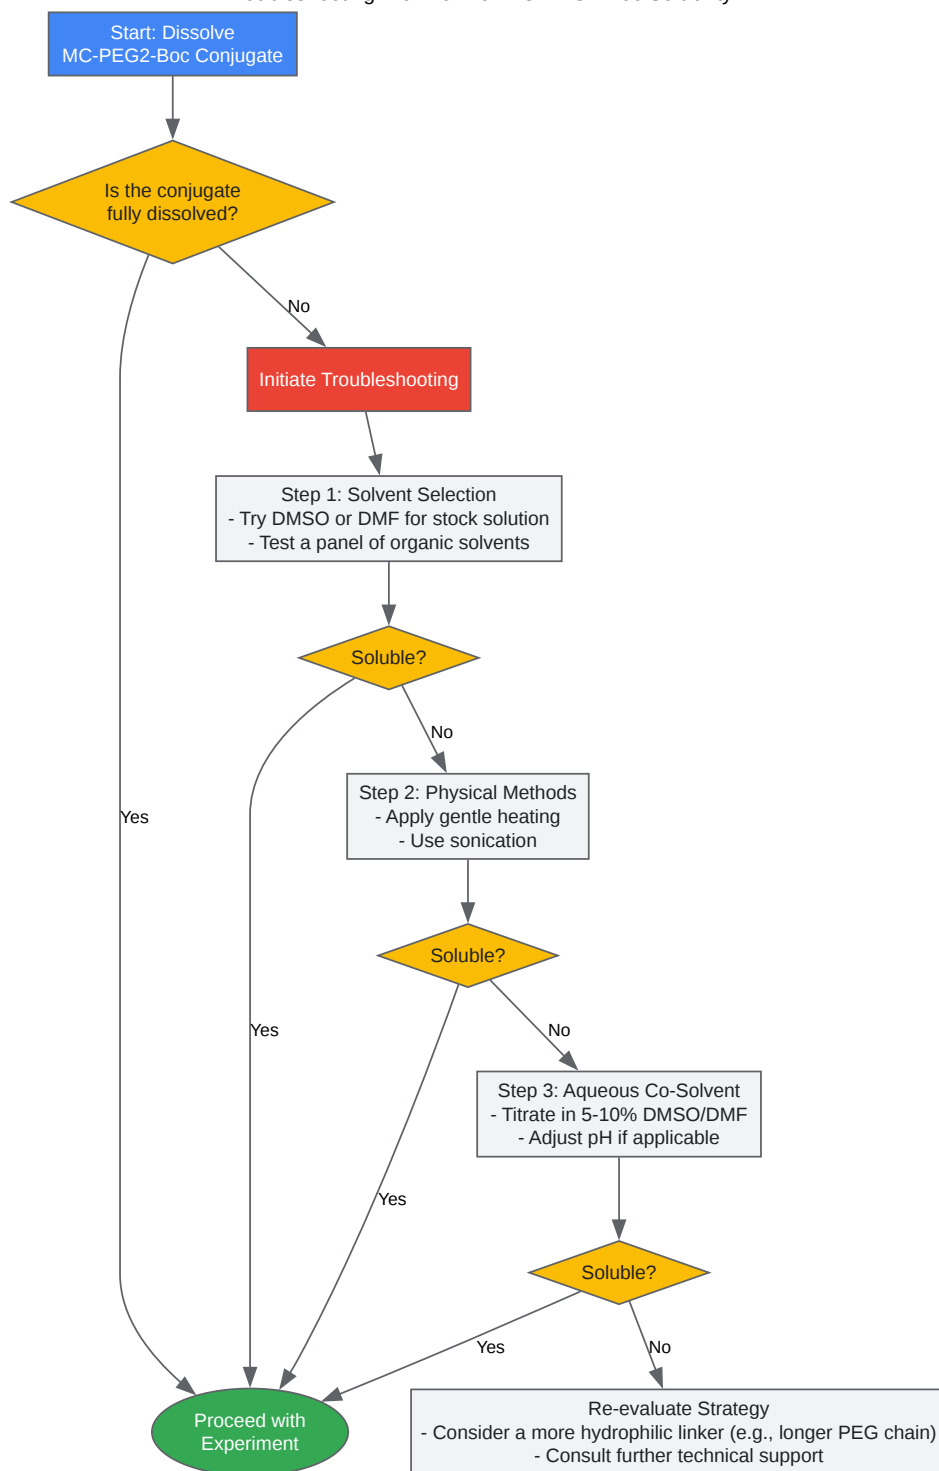 Start: Dissolve
MC-PEG2-Boc Conjugate
Is the conjugate
fully dissolved?
No
Initiate Troubleshooting
Step 1: Solvent Selection
- Try DMSO or DMF for stock solution
- Test a panel of organic solvents
Soluble?
No
Step 2: Physical Methods
- Apply gentle heating
- Use sonication
Yes
Soluble?
Yes
No
Step 3: Aqueous Co-Solvent
- Titrate in 5-10% DMSO/DMF
- Adjust pH if applicable
Yes
Soluble?
Yes
No
Proceed with
Experiment
Re-evaluate Strategy
- Consider a more hydrophilic linker (e.g., longer PEG chain)
- Consult further technical support